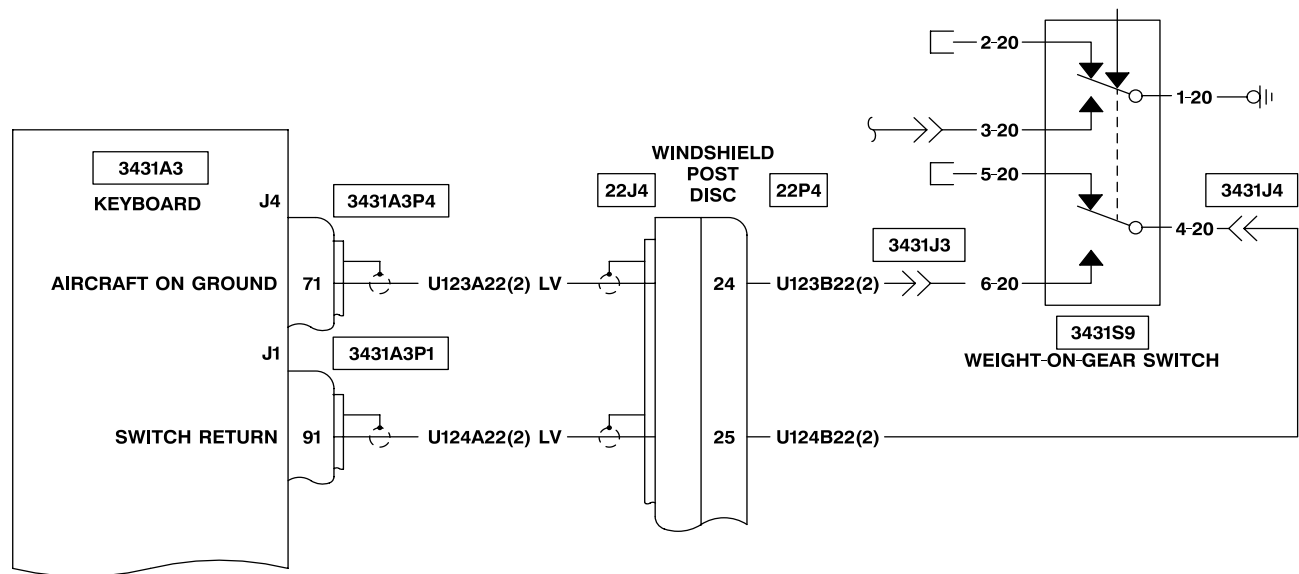 3431A3
KEYBOARD
J4
3431A3P4
AIRCRAFT ON GROUND
71
U123A22(2) LV
J1
3431A3P1
SWITCH RETURN
91
U124A22(2) LV
WINDSHIELD
POST
DISC
22J4
22P4
24
U123B22(2)
25
U124B22(2)
3431J3
2-20
3-20
5-20
6-20
1-20
4-20
3431J4
3431S9
WEIGHT-ON-GEAR SWITCH